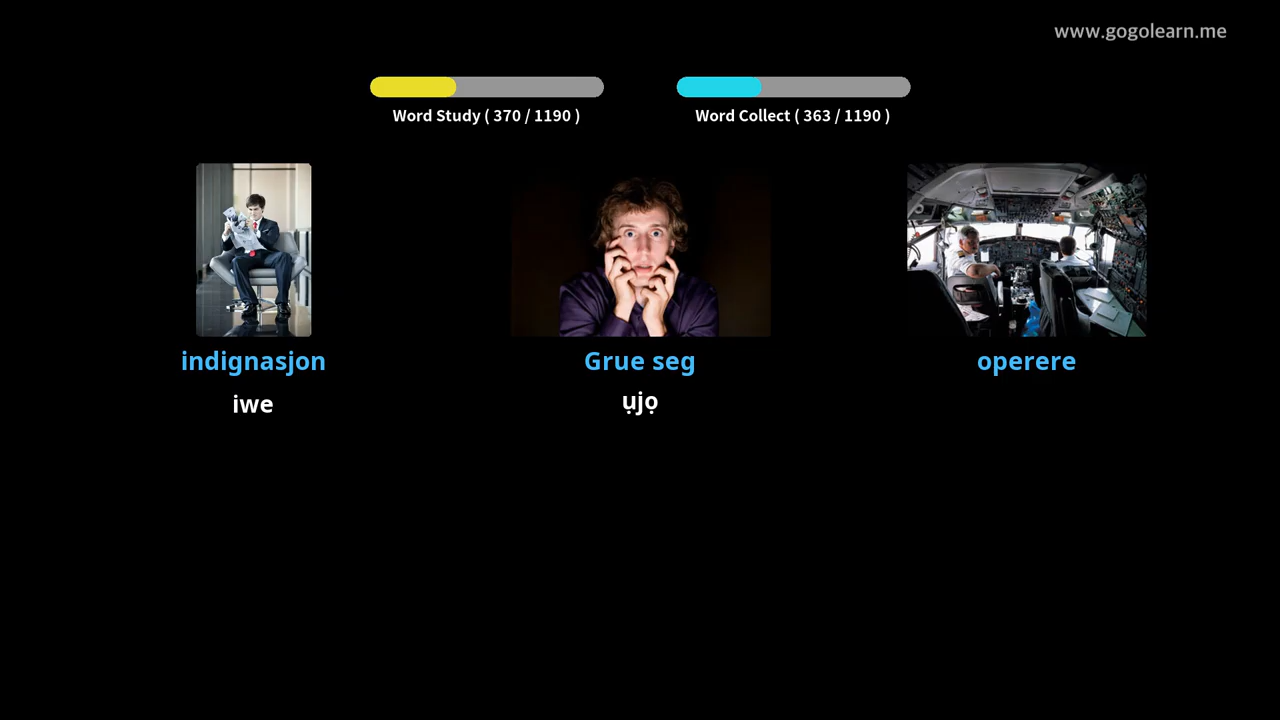 www.gogolearn.me
Word Study ( 370 / 1190 )
Word Collect ( 363 / 1190 )
indignasjon
Grue seg
operere
iwe
ụjọ